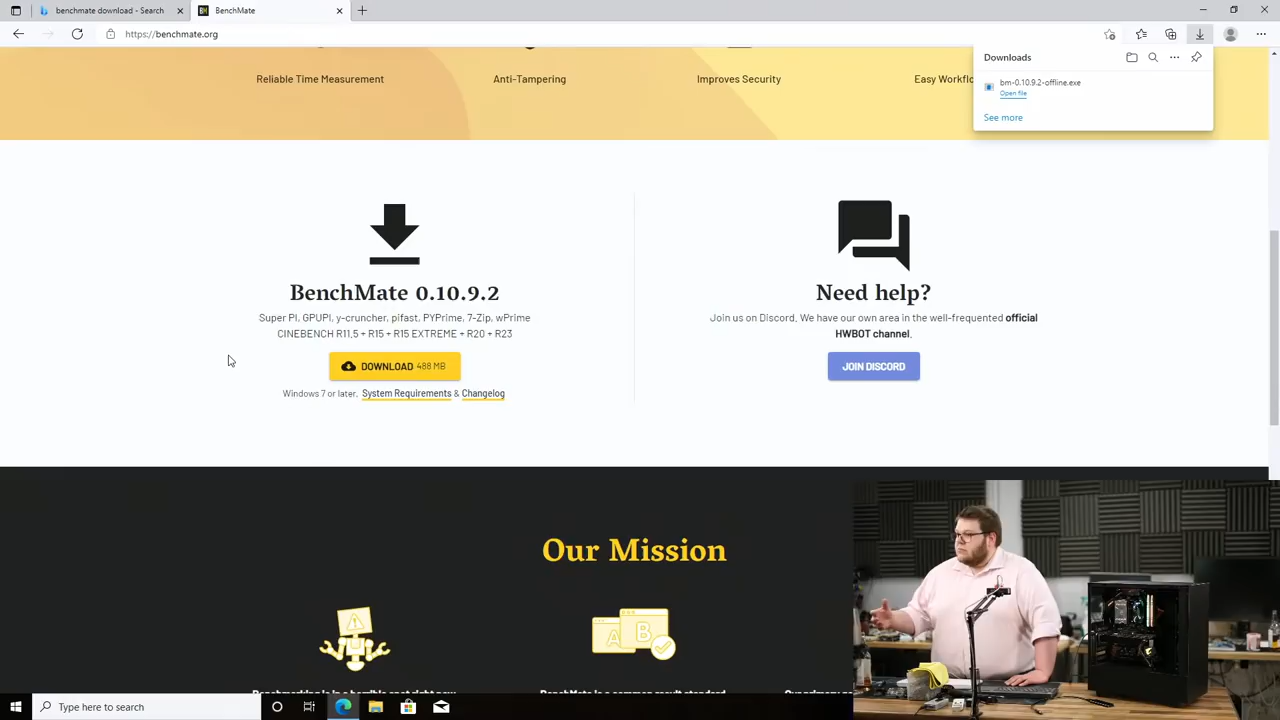 benchmate download - Search
BenchMate
https://benchmate.org
Reliable Time Measurement
Anti-Tampering
Improves Security
Easy Workflo
Downloads
bm-0.10.9.2-offline.exe
Open file
See more
BenchMate 0.10.9.2
Super PI, GPUPI, y-cruncher, pifast, PYPrime, 7-Zip, wPrime
CINEBENCH R11.5 + R15 + R15 EXTREME + R20 + R23
DOWNLOAD 488 MB
Windows 7 or later, System Requirements & Changelog
Need help?
Join us on Discord. We have our own area in the well-frequented official
HWBOT channel.
JOIN DISCORD
Our Mission
A B
Type here to search